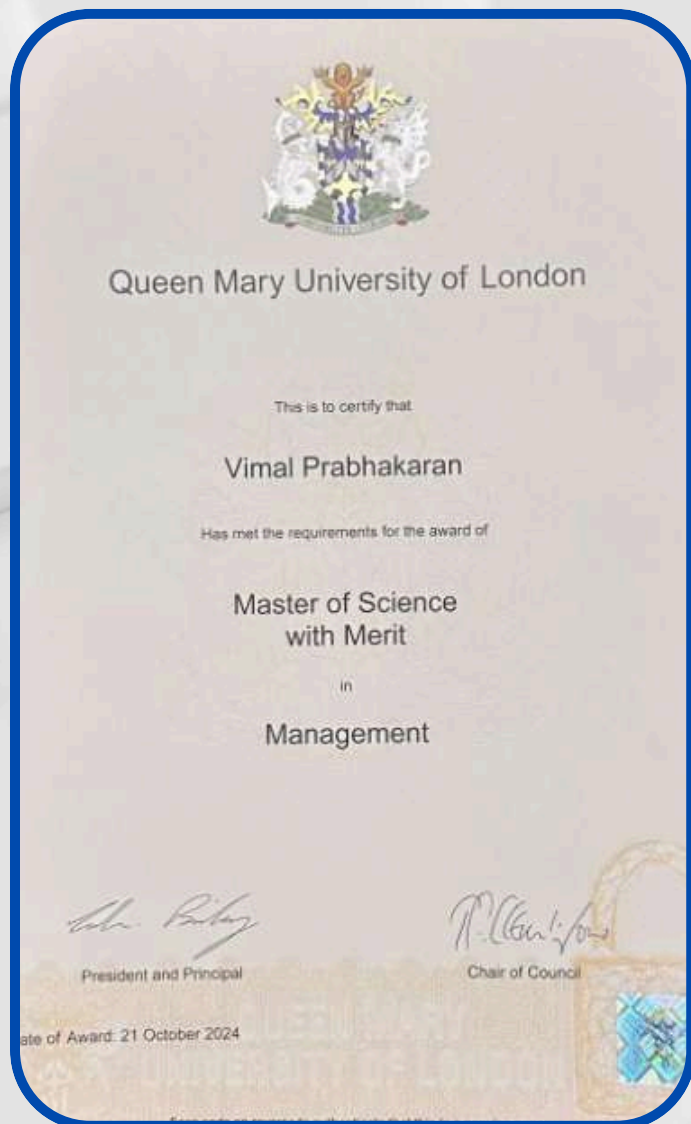 Queen Mary University of London
This is to certify that
Vimal Prabhakaran
Has met the requirements for the award of
Master of Science
with Merit
in
Management
President and Principal
Chair of Council
ate of Award: 21 October 2024